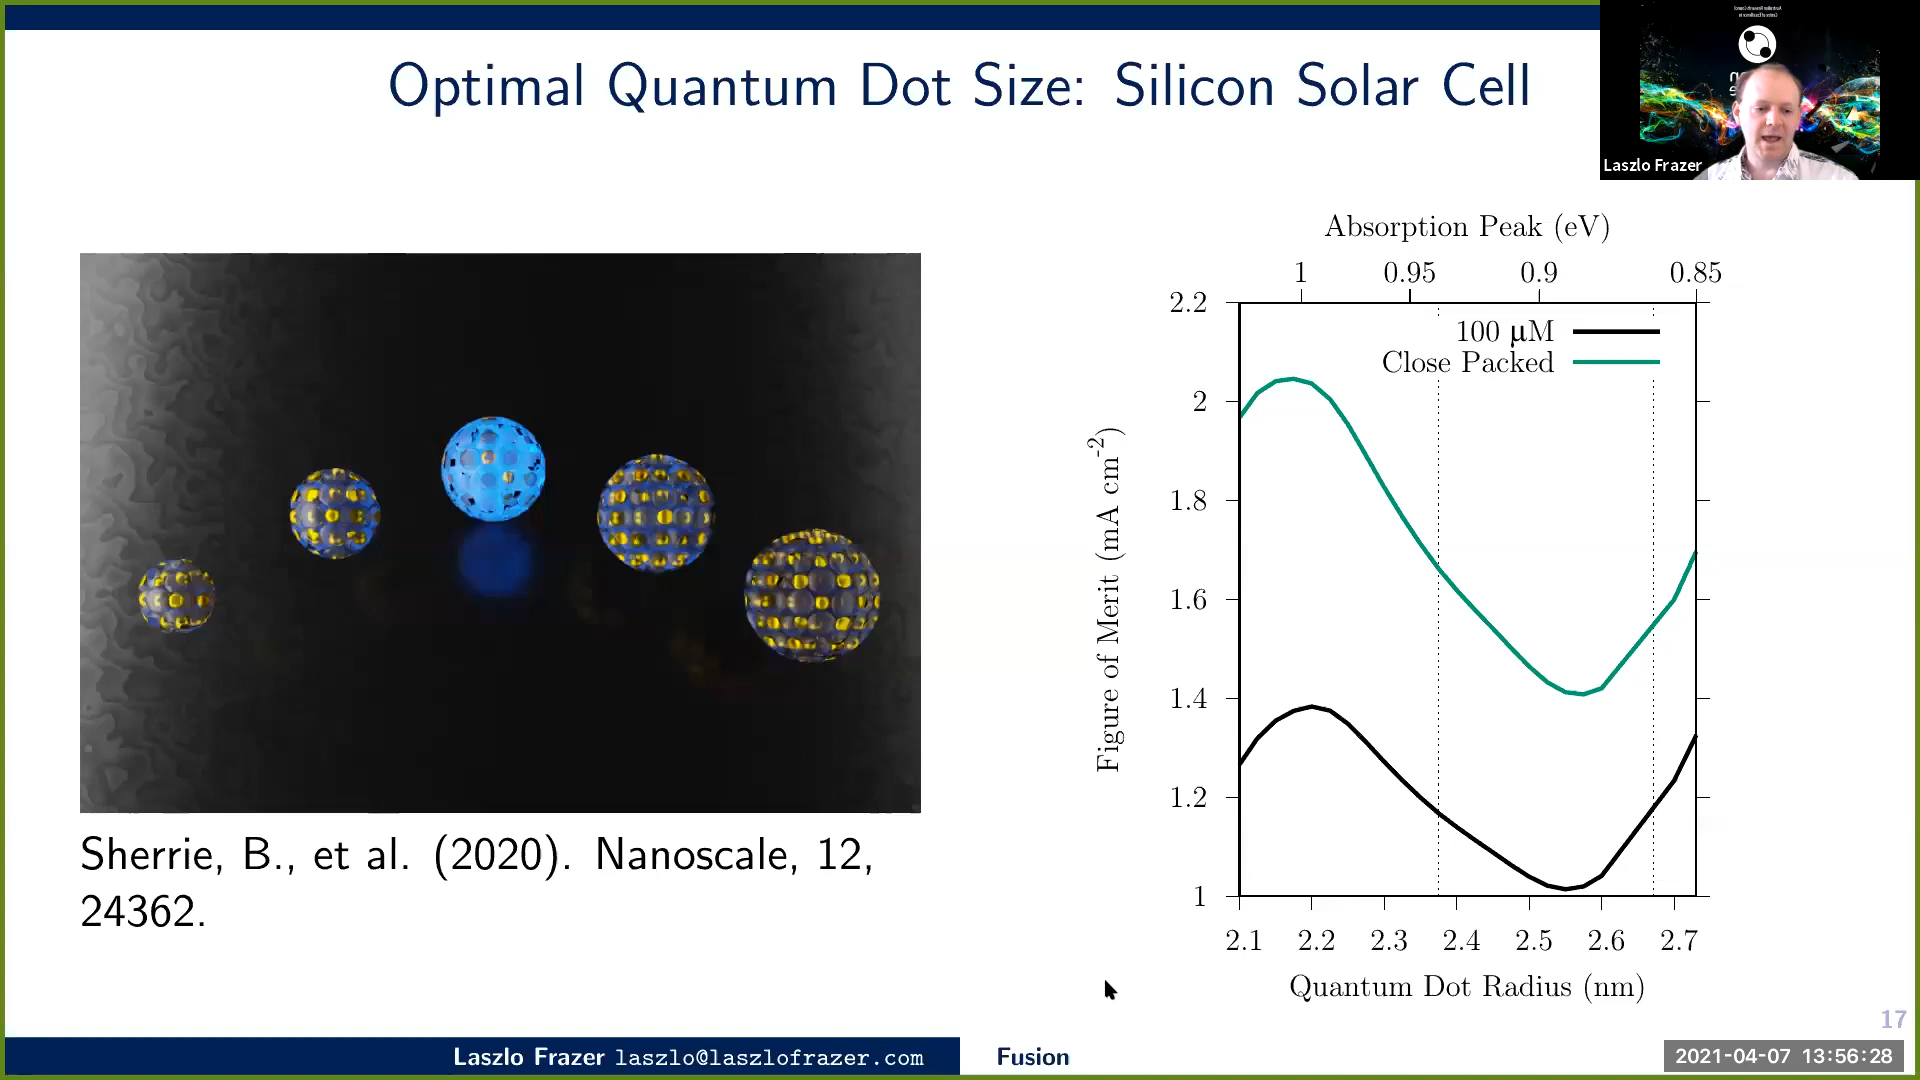 Optimal Quantum Dot Size: Silicon Solar Cell
Laszlo Frazer
Sherrie, B., et al. (2020). Nanoscale, 12,
24362.
Absorption Peak (eV)
1 0.95 0.9 0.85
100 µM
Close Packed
Figure of Merit (mA cm-2)
2.2
2
1.8
1.6
1.4
1.2
1
2.1 2.2 2.3 2.4 2.5 2.6 2.7
Quantum Dot Radius (nm)
17
Laszlo Frazer laszlo@laszlofrazer.com Fusion
2021-04-07 13:56:28